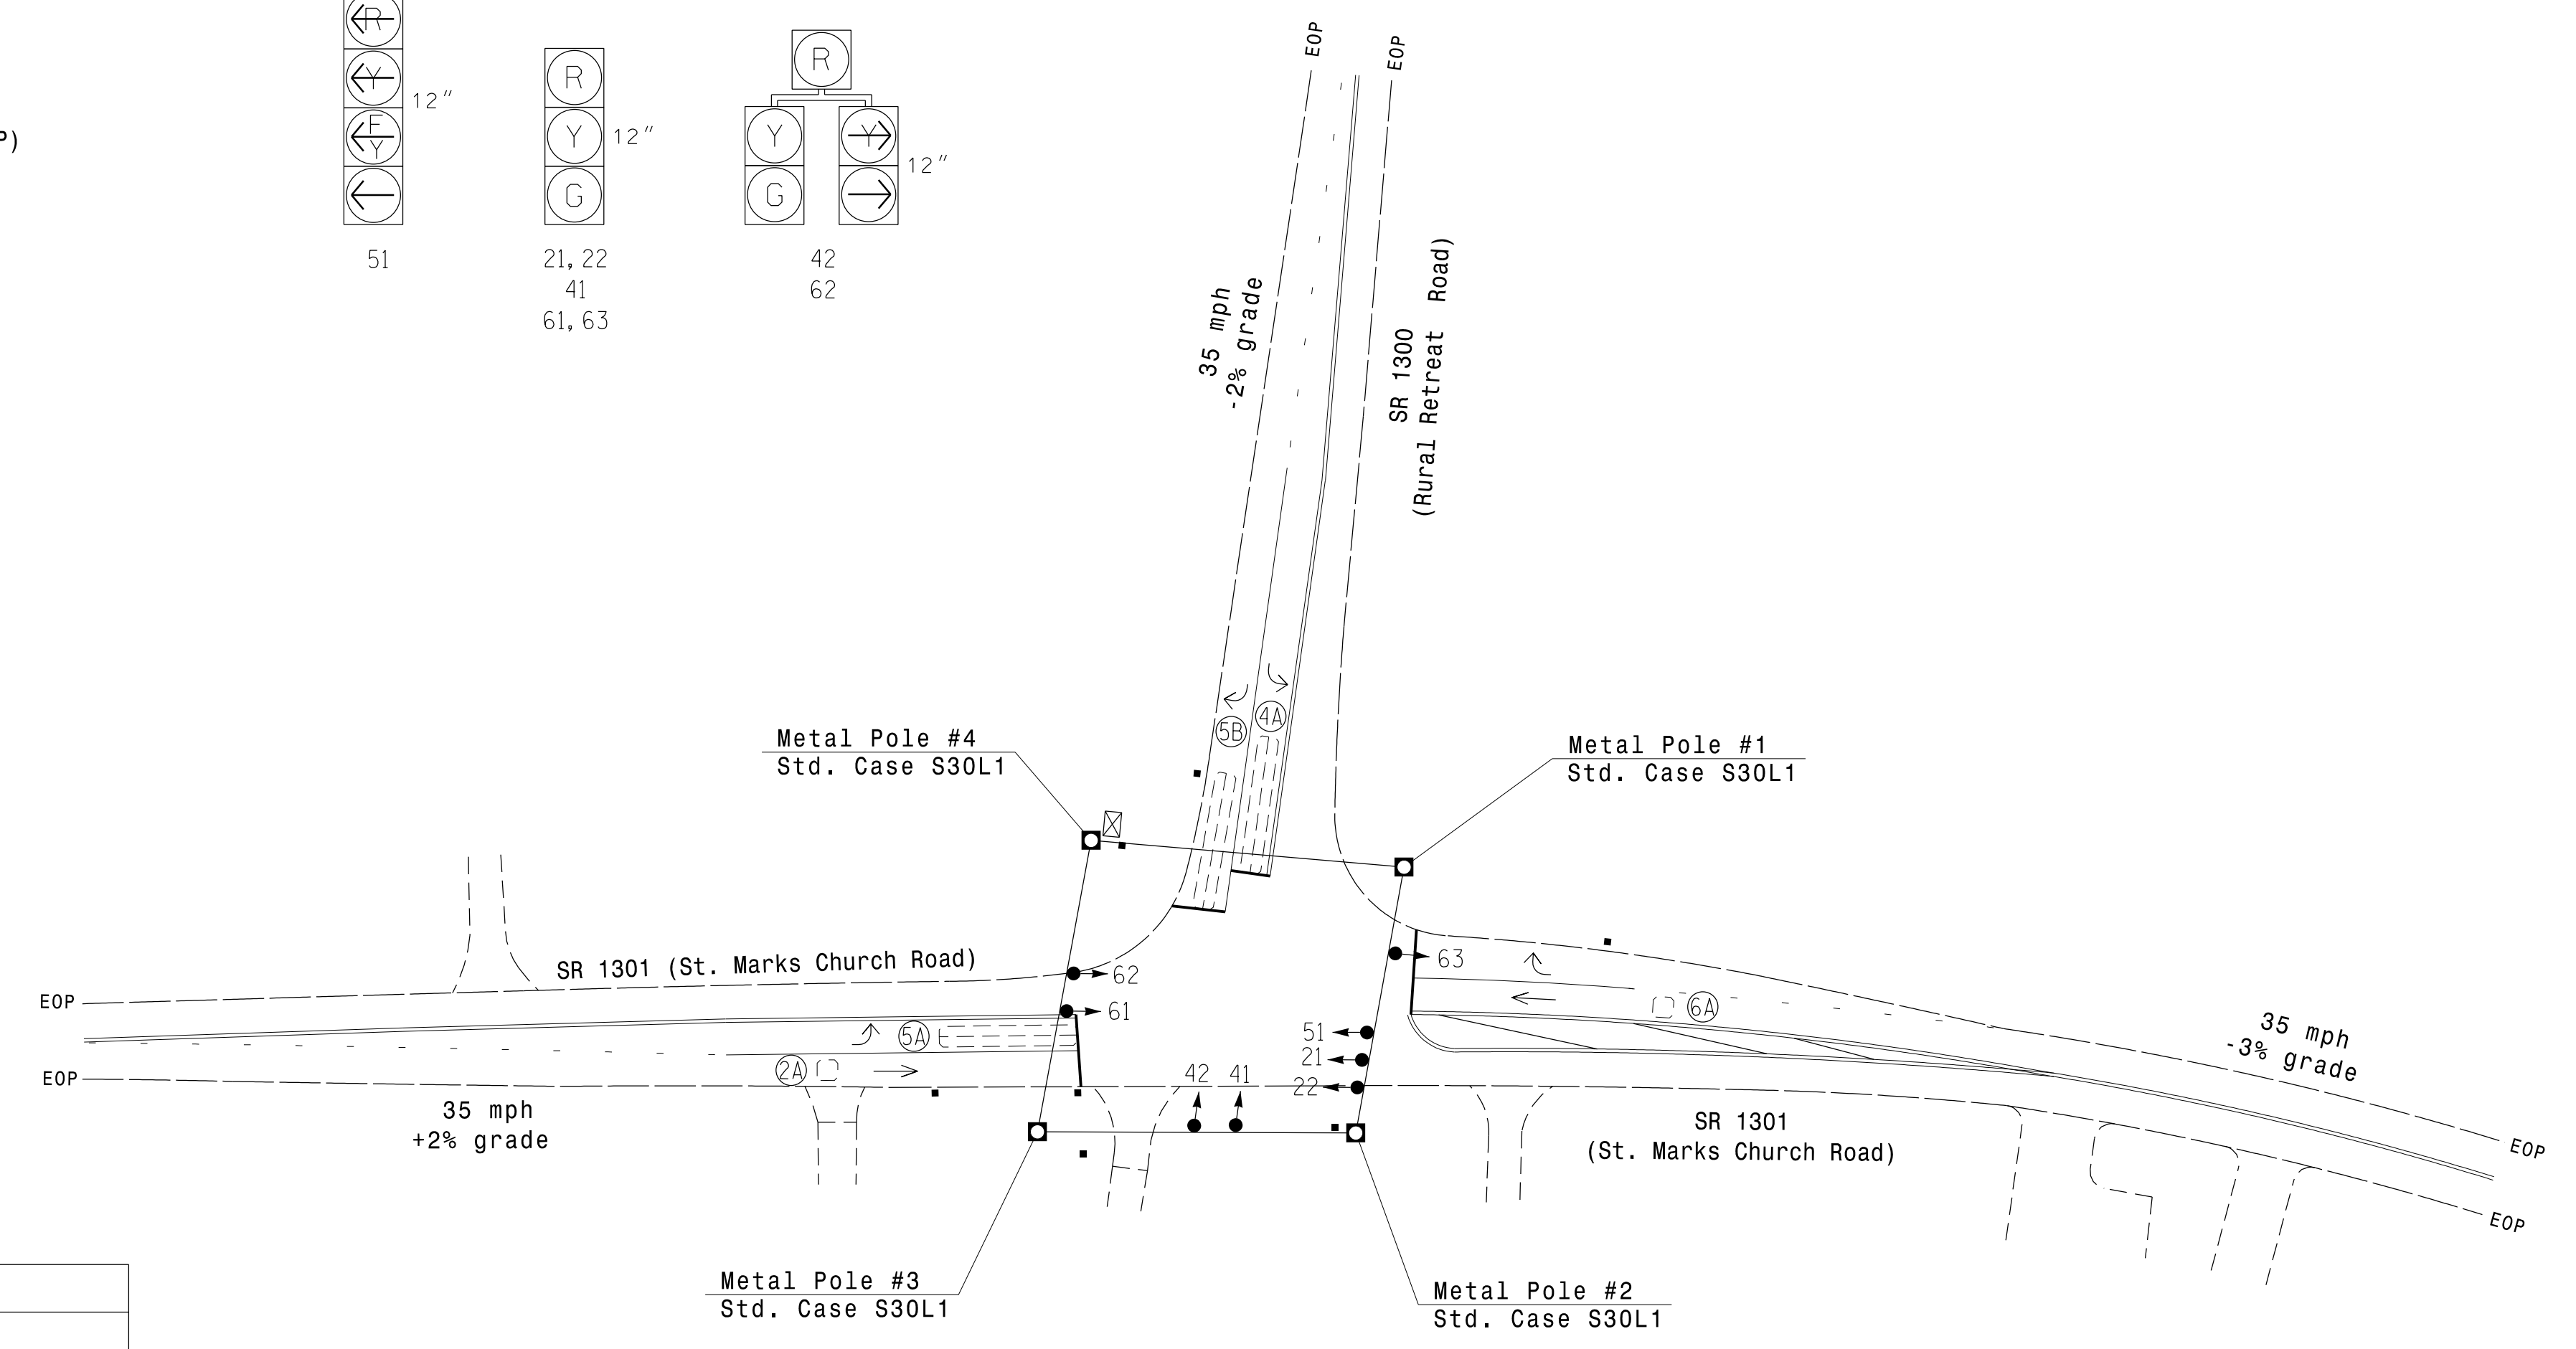 R
Y
F
Y
12"
51
R
Y
G
12"
21, 22
41
61, 63
R
Y
Y
G
12"
42
62
P)
EOP
EOP
35 mph
-2% grade
SR 1300
(Rural Retreat Road)
5B
4A
Metal Pole #4
Std. Case S30L1
Metal Pole #1
Std. Case S30L1
SR 1301 (St. Marks Church Road)
EOP
EOP
35 mph
+2% grade
62
61
63
5A
2A
6A
51
21
22
42
41
35 mph
-3% grade
SR 1301
(St. Marks Church Road)
EOP
EOP
Metal Pole #3
Std. Case S30L1
Metal Pole #2
Std. Case S30L1